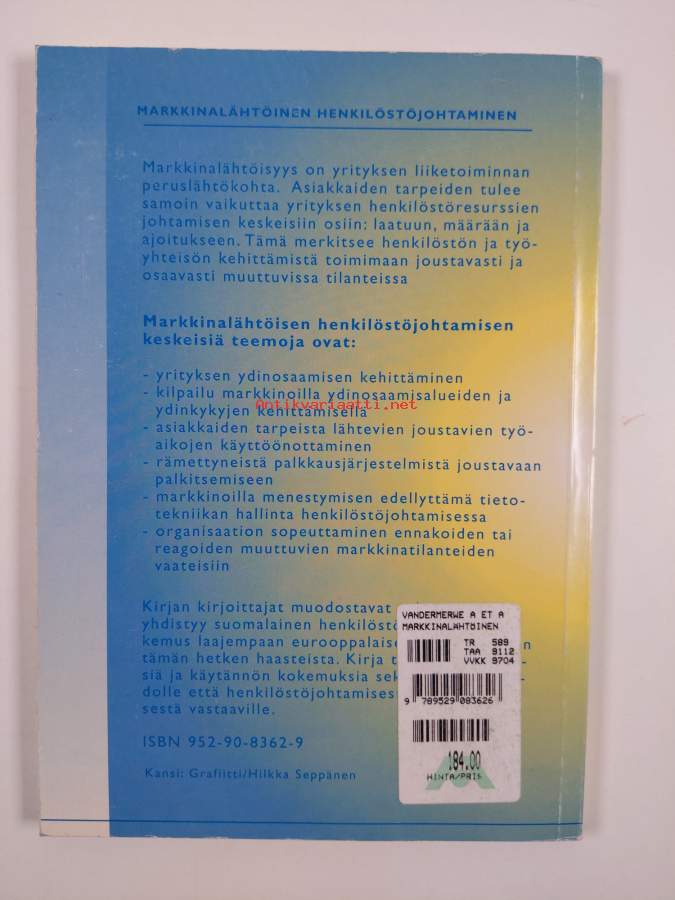 MARKKINALÄHTÖINEN HENKILÖSTÖJOHTAMINEN
Markkinalähtöisyys on yrityksen liiketoiminnan
peruslähtökohta. Asiakkaiden tarpeiden tulee
samoin vaikuttaa yrityksen henkilöstöresurssien
johtamisen keskeisiin osiin: laatuun, määrään ja
ajoitukseen. Tämä merkitsee henkilöstön ja työ-
yhteisön kehittämistä toimimaan joustavasti ja
osaavasti muuttuvissa tilanteissa
Markkinalähtöisen henkilöstöjohtamisen
keskeisiä teemoja ovat:
- yrityksen ydinosaamisen kehittäminen
- kilpailu markkinoilla ydinosaamisalueiden ja
ydinkykyjen kehittämisellä
Antikvariaatti.net
- asiakkaiden tarpeista lähtevien joustavien työ-
aikojen käyttöönottaminen
- rämettyneistä palkkausjärjestelmistä joustavaan
palkitsemiseen
- markkinoilla menestymisen edellyttämä tieto-
tekniikan hallinta henkilöstöjohtamisessa
- organisaation sopeuttaminen ennakoiden tai
reagoiden muuttuvien markkinatilanteiden
vaateisiin
Kirjan kirjoittajat muodostavat
yhdistyy suomalainen henkilöstö
kemus laajempaan eurooppalaise n
tämän hetken haasteista. Kirja t si-
siä ja käytännön kokemuksia sek d-
dolle että henkilöstöjohtamises
sestä vastaaville.
ISBN 952-90-8362-9
Kansi: Grafiitti/Hilkka Seppänen
VANDERMERWE A ET A
MARKKINALÄHTÖINEN
TR 589
TAA 9112
VVKK 9704
9 789529 083626
184.00
HINTA/PRIS